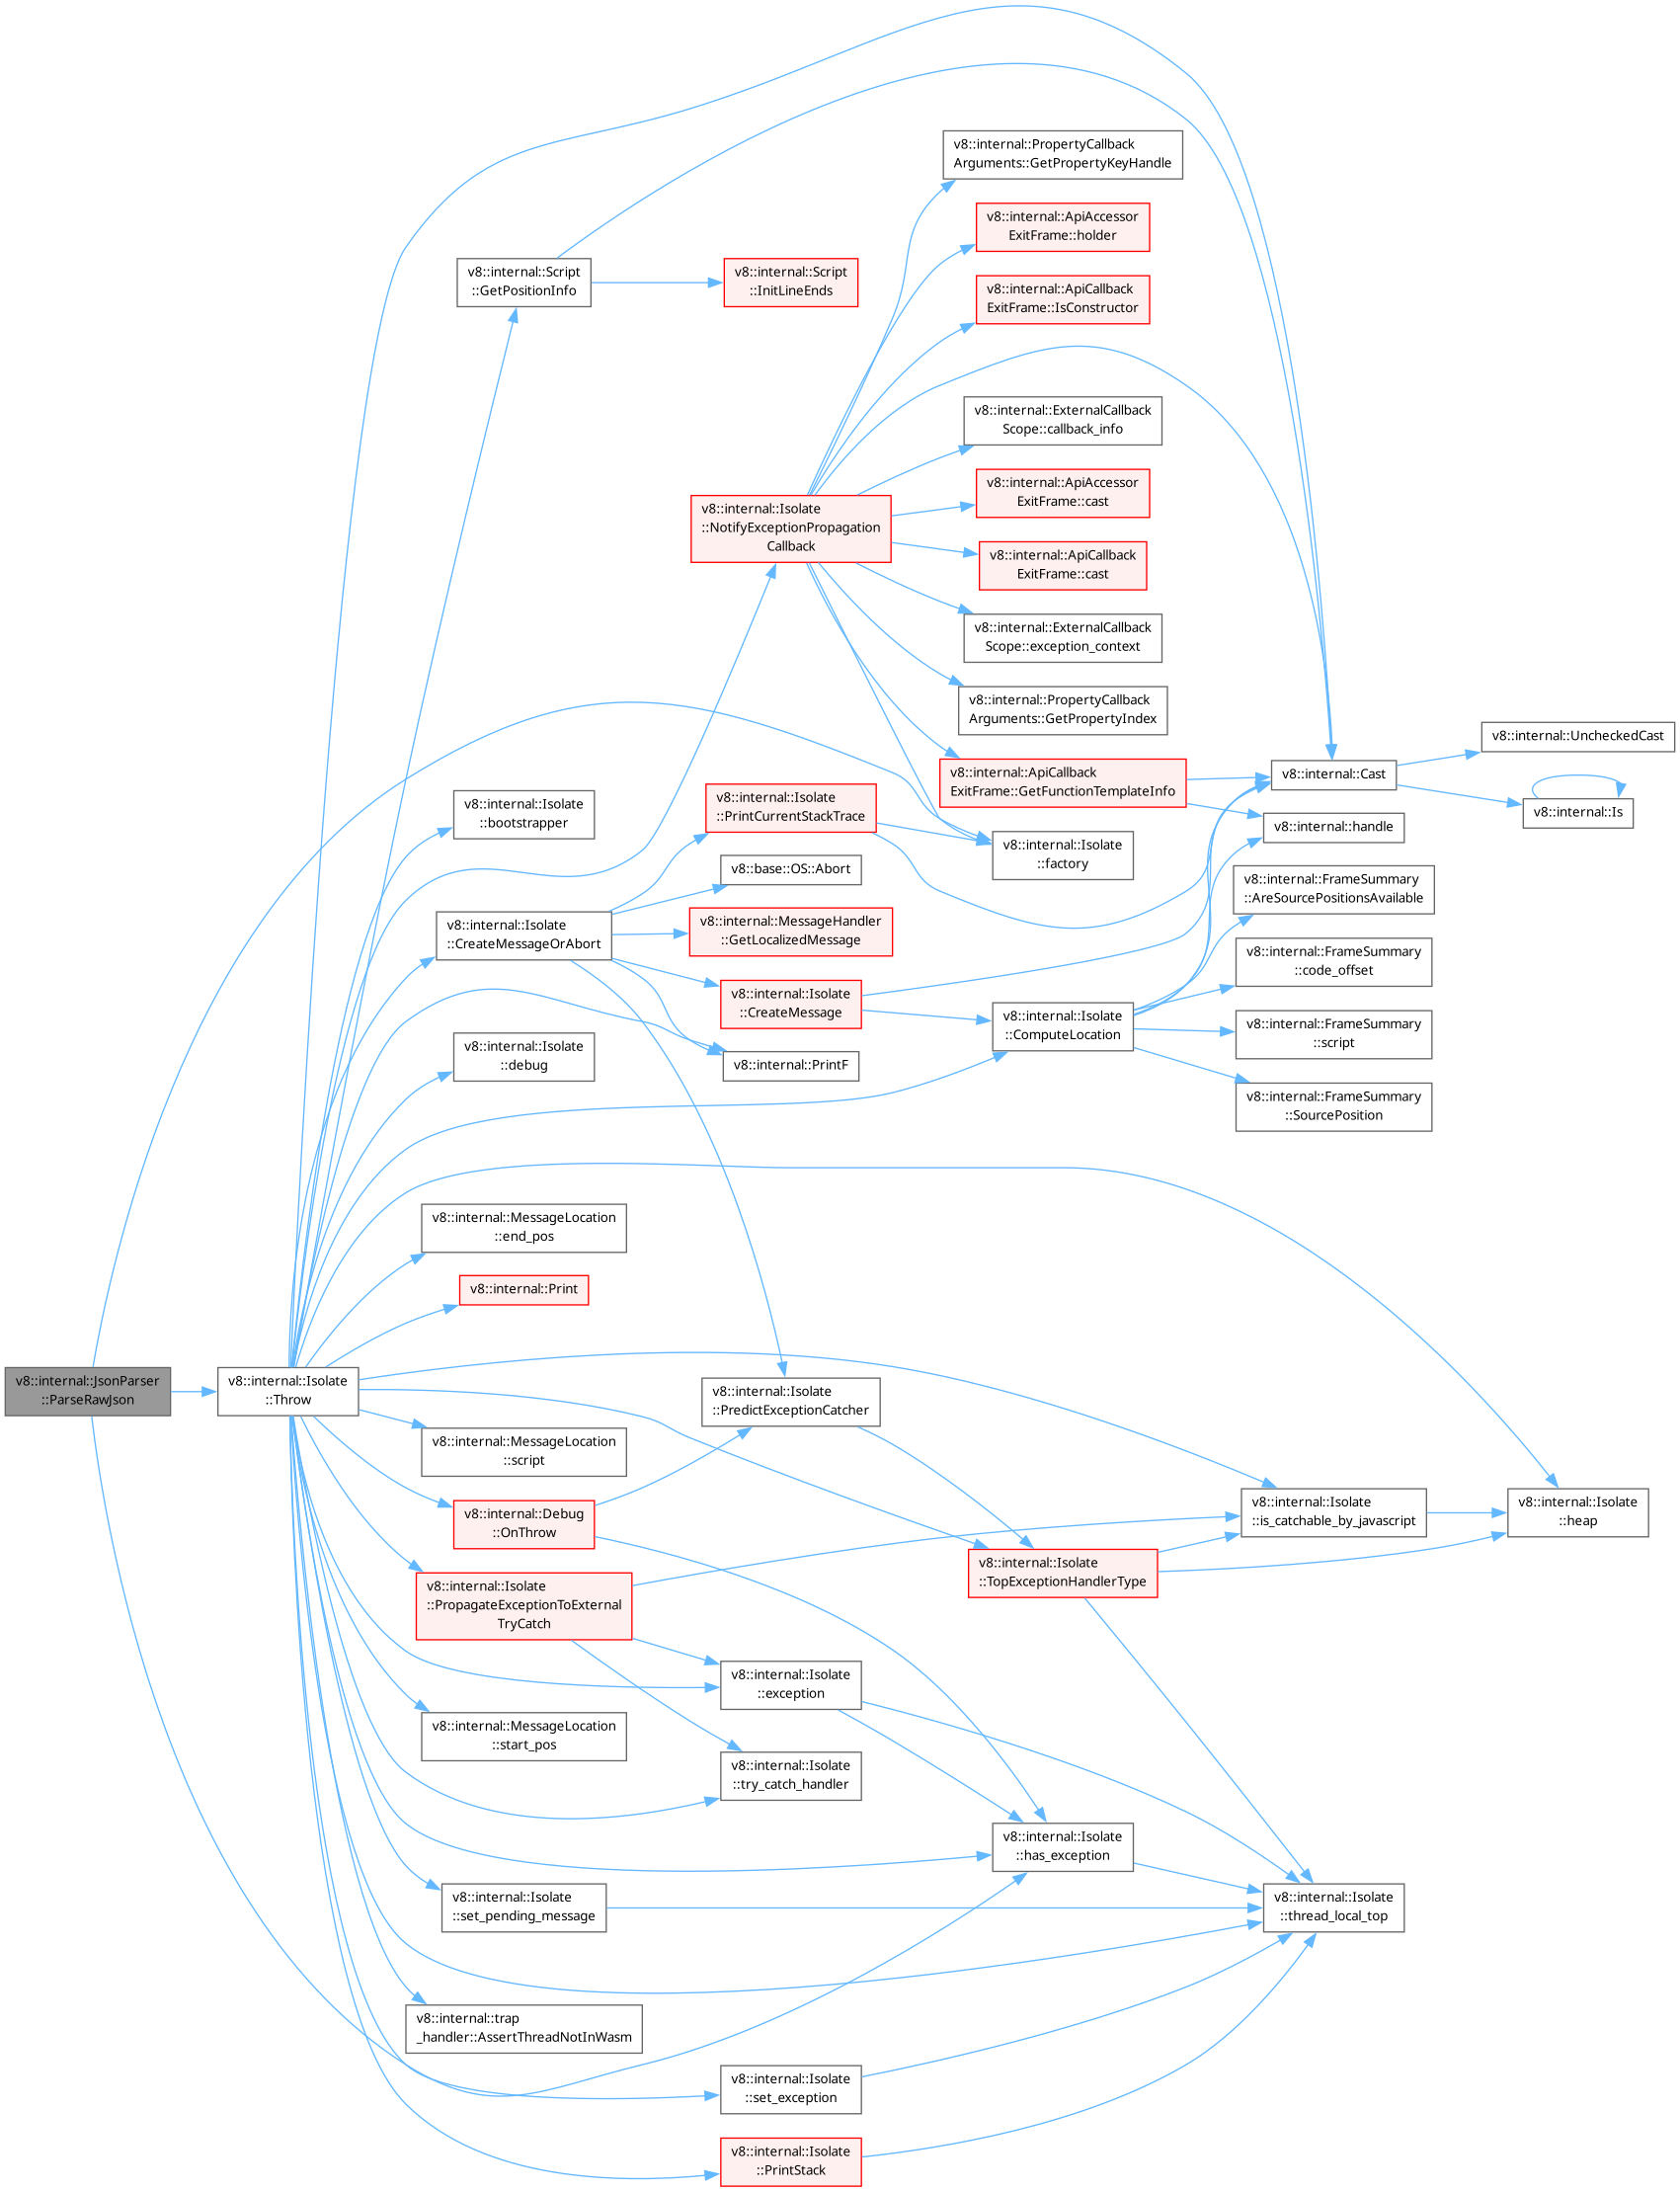 v8::internal::PropertyCallback
Arguments::GetPropertyKeyHandle
v8::internal::ApiAccessor
ExitFrame::holder
v8::internal::Script
::GetPositionInfo
v8::internal::Script
::InitLineEnds
v8::internal::ApiCallback
ExitFrame::IsConstructor
v8::internal::ExternalCallback
Scope::callback_info
v8::internal::ApiAccessor
ExitFrame::cast
v8::internal::Isolate
::NotifyExceptionPropagation
Callback
v8::internal::ApiCallback
ExitFrame::cast
v8::internal::ExternalCallback
Scope::exception_context
v8::internal::PropertyCallback
Arguments::GetPropertyIndex
v8::internal::UncheckedCast
v8::internal::ApiCallback
ExitFrame::GetFunctionTemplateInfo
v8::internal::Cast
v8::internal::Isolate
::bootstrapper
v8::internal::Isolate
::PrintCurrentStackTrace
v8::internal::Is
v8::internal::handle
v8::internal::Isolate
::factory
v8::base::OS::Abort
v8::internal::FrameSummary
::AreSourcePositionsAvailable
v8::internal::Isolate
::CreateMessageOrAbort
v8::internal::MessageHandler
::GetLocalizedMessage
v8::internal::FrameSummary
::code_offset
v8::internal::Isolate
::CreateMessage
v8::internal::Isolate
::ComputeLocation
v8::internal::FrameSummary
::script
v8::internal::Isolate
::debug
v8::internal::PrintF
v8::internal::FrameSummary
::SourcePosition
v8::internal::MessageLocation
::end_pos
v8::internal::Print
v8::internal::JsonParser
::ParseRawJson
v8::internal::Isolate
::Throw
v8::internal::Isolate
::PredictExceptionCatcher
v8::internal::MessageLocation
::script
v8::internal::Isolate
::is_catchable_by_javascript
v8::internal::Isolate
::heap
v8::internal::Debug
::OnThrow
v8::internal::Isolate
::TopExceptionHandlerType
v8::internal::Isolate
::PropagateExceptionToExternal
TryCatch
v8::internal::Isolate
::exception
v8::internal::MessageLocation
::start_pos
v8::internal::Isolate
::try_catch_handler
v8::internal::Isolate
::has_exception
v8::internal::Isolate
::set_pending_message
v8::internal::Isolate
::thread_local_top
v8::internal::trap
_handler::AssertThreadNotInWasm
v8::internal::Isolate
::set_exception
v8::internal::Isolate
::PrintStack